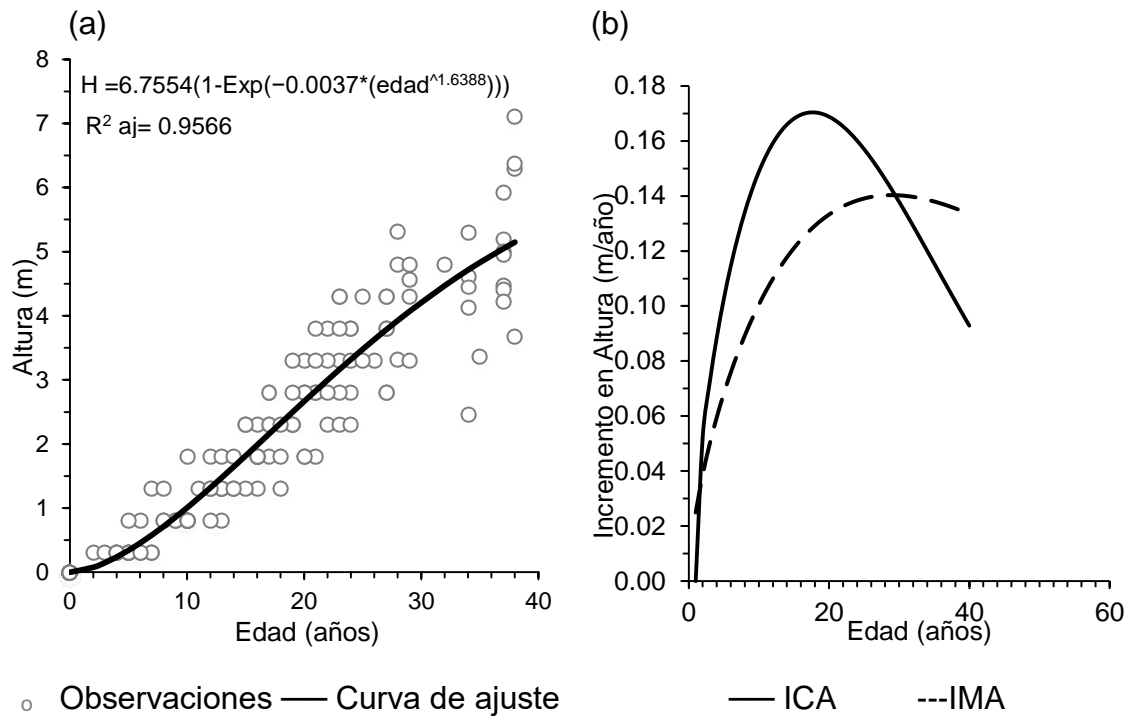 (a)
H =6.7554(1-Exp(−0.0037*(edad^1.6388)))
R² aj= 0.9566
8
7
6
5
4
3
2
1
0
Altura (m)
0 10 20 30 40
Edad (años)
(b)
0.18
0.16
0.14
0.12
0.10
0.08
0.06
0.04
0.02
0.00
Incremento en Altura (m/año)
0 20 40 60
Edad (años)
Observaciones Curva de ajuste
ICA IMA